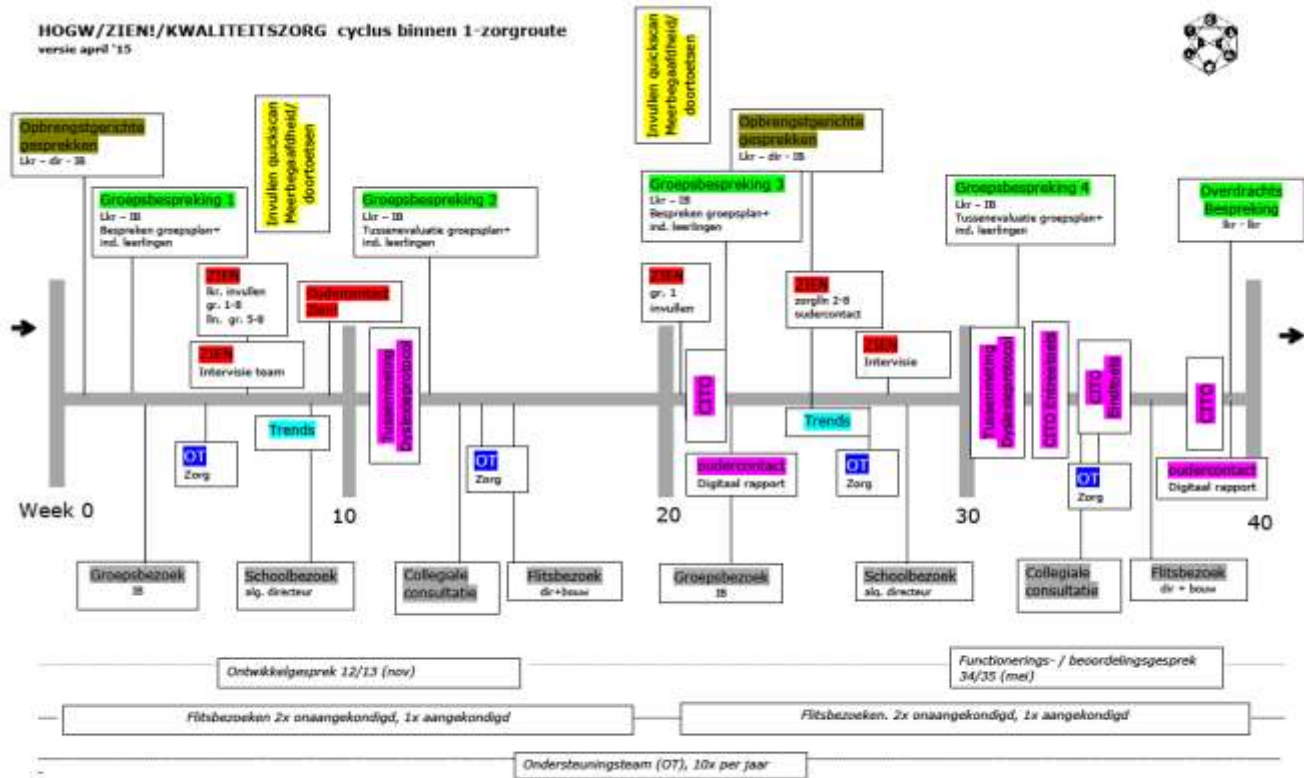 HOGW/ZIEN!/KWALITEITSZORG cyclus binnen 1-zorgroute
versie april '15
Invullen quickscan
Meerbegaafdheid/
doortoetsen
Invullen quickscan
Meerbegaafdheid/
doortoetsen
Opbrengstgerichte
gesprekken
Lkr – dir - IB
Opbrengstgerichte
gesprekken
Lkr – dir - IB
Groepsbespreking 1
Lkr – IB
Bespreken groepsplan+
ind. leerlingen
Groepsbespreking 2
Lkr – IB
Tussenevaluatie groepsplan+
ind. leerlingen
Groepsbespreking 3
Lkr – IB
Bespreken groepsplan+
ind. leerlingen
Groepsbespreking 4
Lkr – IB
Tussenevaluatie groepsplan+
ind. leerlingen
Overdrachts
Bespreking
lkr - lkr
ZIEN
lkr. invullen
gr. 1-8
lln. gr. 5-8
Oudercontact
Zien!
ZIEN
gr. 1
invullen
ZIEN
zorglln 2-8
oudercontact
ZIEN
Intervisie team
ZIEN
Intervisie
Tussenmeting
Dyslexieprotocol
CITO
Tussenmeting
Dyslexieprotocol
CITO Entreetoets
CITO
Eindtoets
CITO
Trends
Trends
OT
Zorg
OT
Zorg
oudercontact
Digitaal rapport
OT
Zorg
OT
Zorg
oudercontact
Digitaal rapport
Week 0
10
20
30
40
Groepsbezoek
IB
Schoolbezoek
alg. directeur
Collegiale
consultatie
Flitsbezoek
dir+bouw
Groepsbezoek
IB
Schoolbezoek
alg. directeur
Collegiale
consultatie
Flitsbezoek
dir + bouw
Ontwikkelgesprek 12/13 (nov)
Functionerings- / beoordelingsgesprek
34/35 (mei)
Flitsbezoeken 2x onaangekondigd, 1x aangekondigd
Flitsbezoeken. 2x onaangekondigd, 1x aangekondigd
Ondersteuningsteam (OT), 10x per jaar